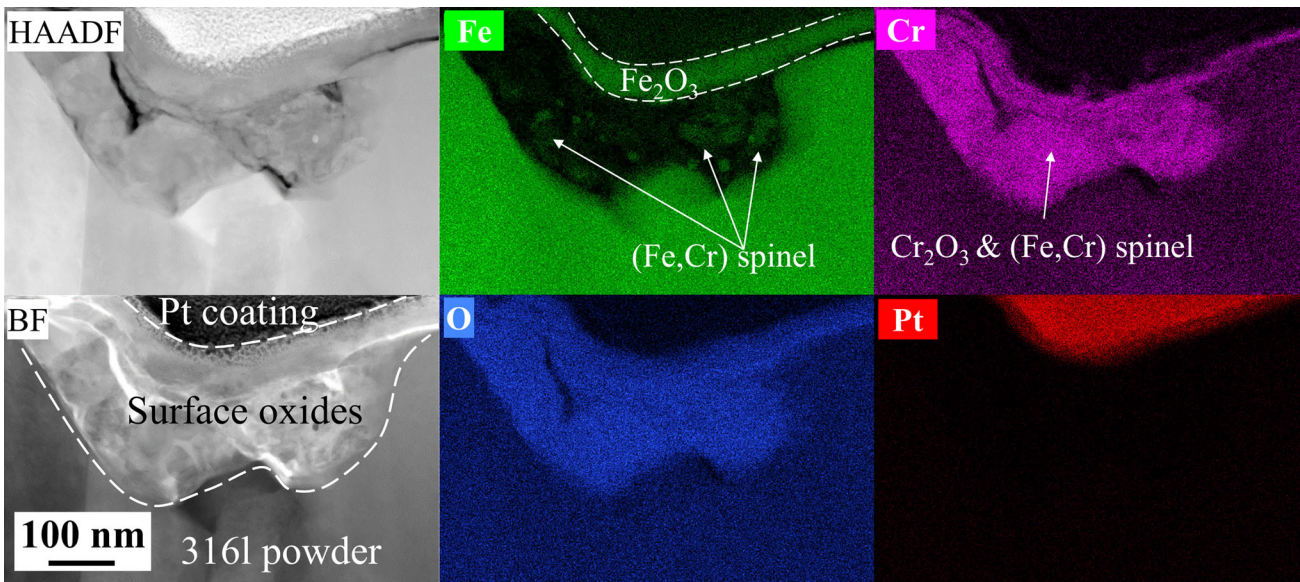 HAADF
Fe
Fe₂O₃
(Fe,Cr) spinel
Cr
Cr₂O₃ & (Fe,Cr) spinel
BF
Pt coating
Surface oxides
100 nm
316l powder
O
Pt